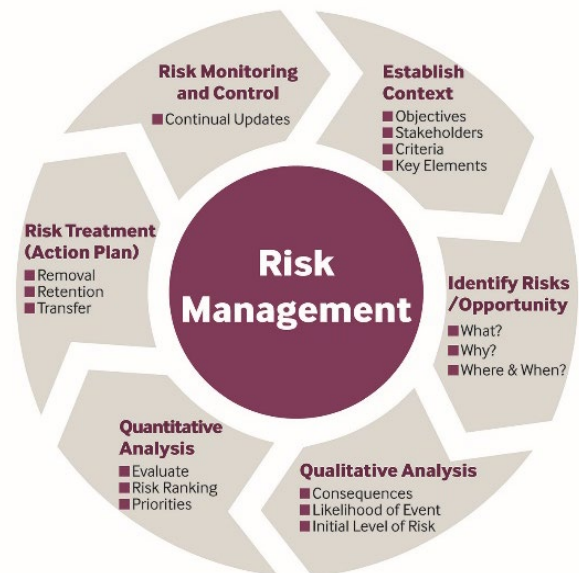 Risk Monitoring
and Control
■ Continual Updates
Establish
Context
■ Objectives
■ Stakeholders
■ Criteria
■ Key Elements
Identify Risks
/Opportunity
■ What?
■ Why?
■ Where & When?
Qualitative Analysis
■ Consequences
■ Likelihood of Event
■ Initial Level of Risk
Quantitative
Analysis
■ Evaluate
■ Risk Ranking
■ Priorities
Risk Treatment
(Action Plan)
■ Removal
■ Retention
■ Transfer
Risk
Management